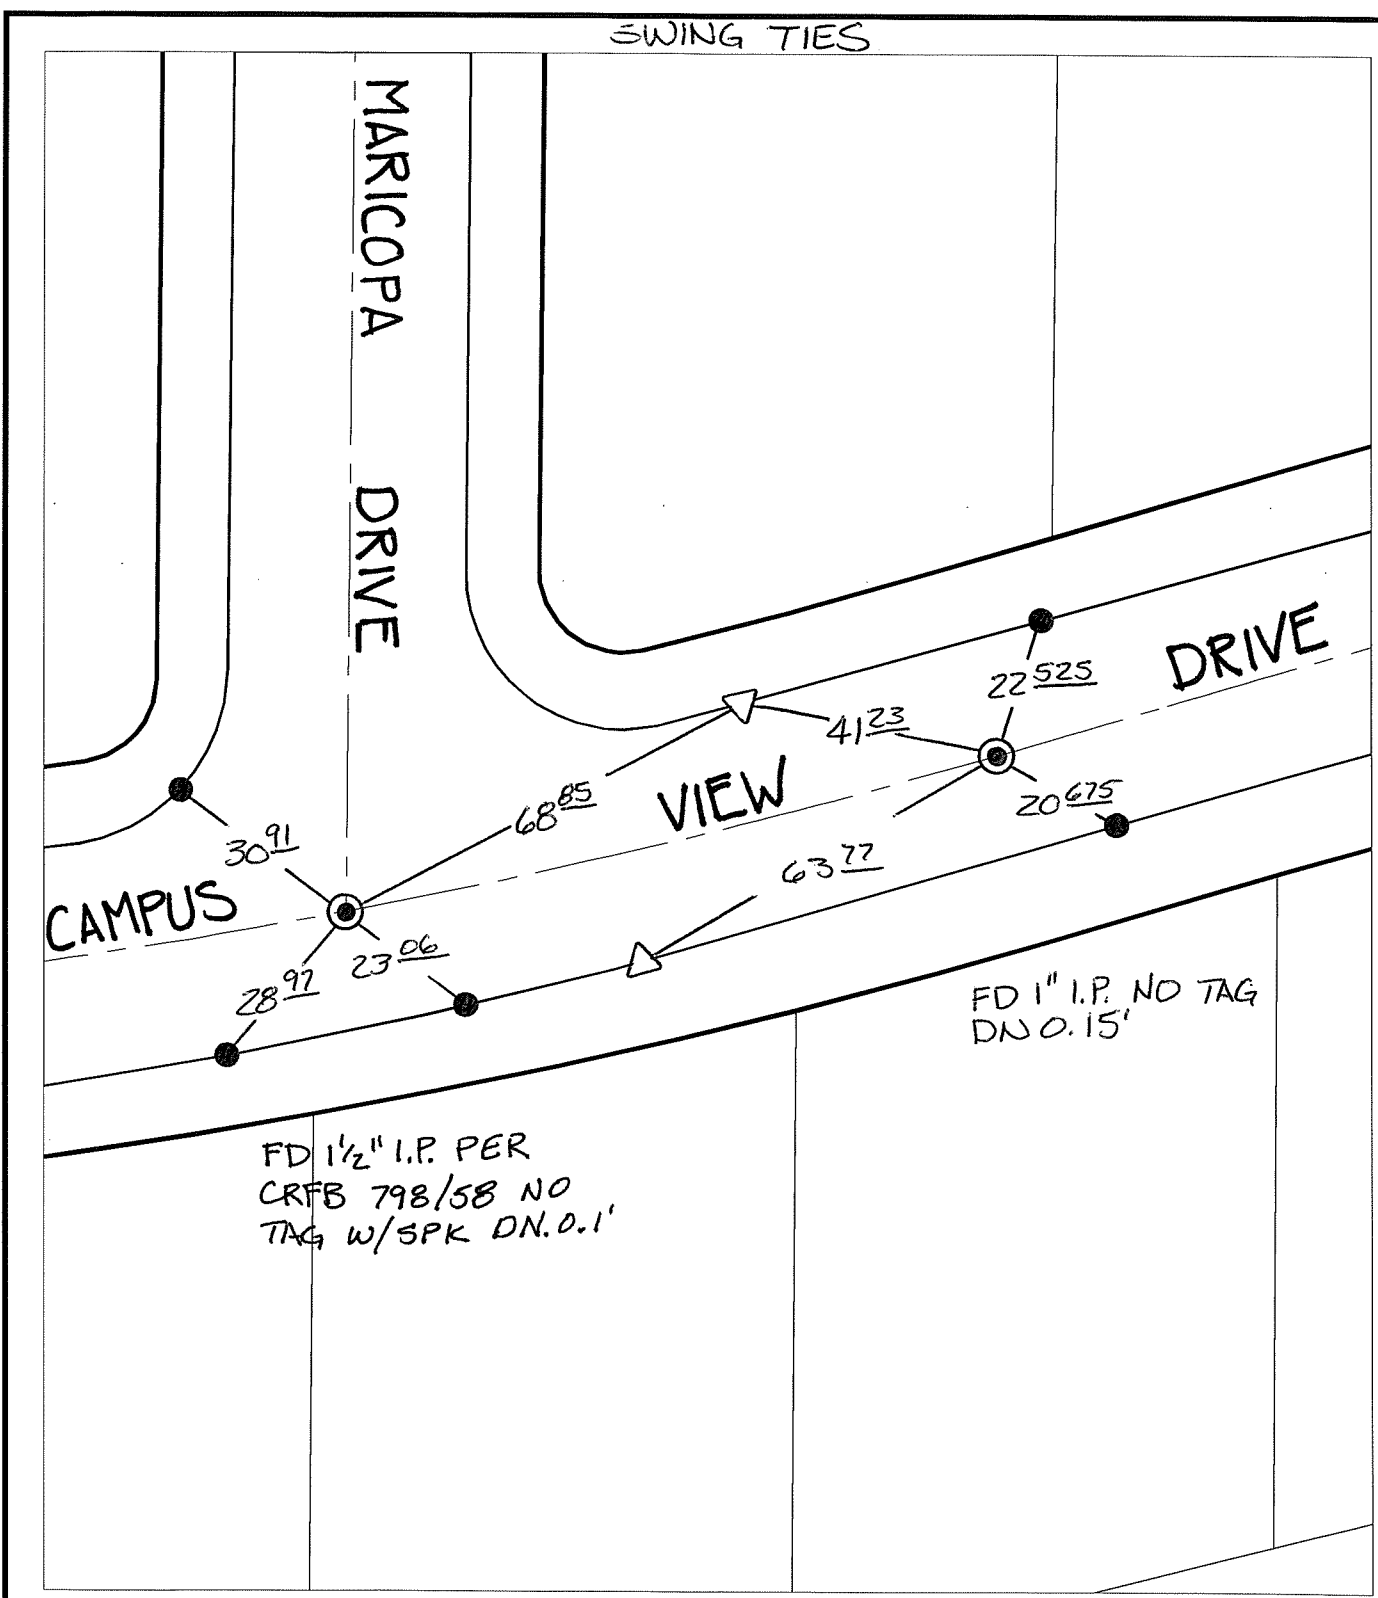 SWING TIES
MARICOPA DRIVE
22 525
DRIVE
41 23
68 85
VIEW
20 675
30 91
63 77
CAMPUS
23 06
28 97
FD 1" I.P. NO TAG
DN 0.15'
FD 1½" I.P. PER
CRFB 798/58 NO
TAG W/SPK DN. 0.1'